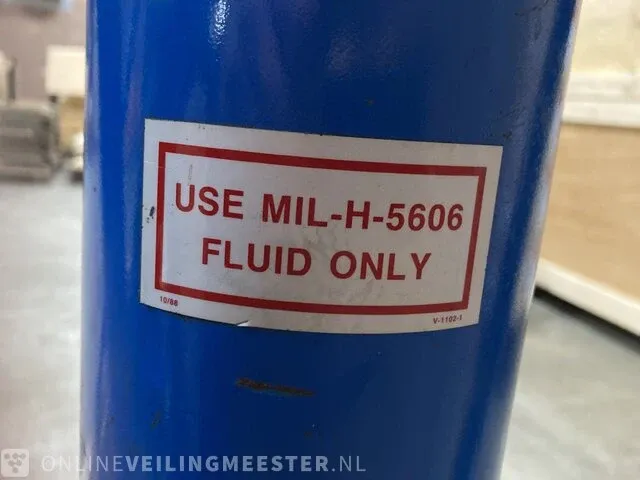 USE MIL-H-5606
FLUID ONLY
10/88
V-1102-1
ONLINEVEILINGMEESTER.NL